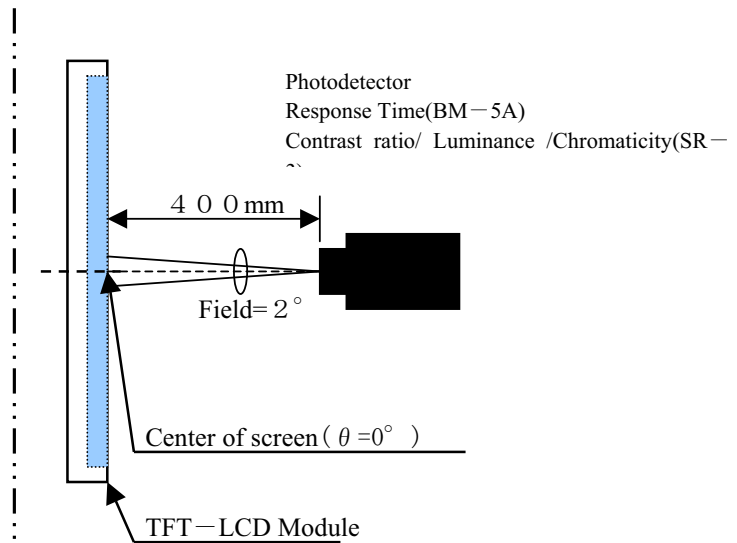 Photodetector
Response Time(BM－5A)
Contrast ratio/ Luminance /Chromaticity(SR－
４００mm
Field=２°
Center of screen（θ=0°）
TFT－LCD Module